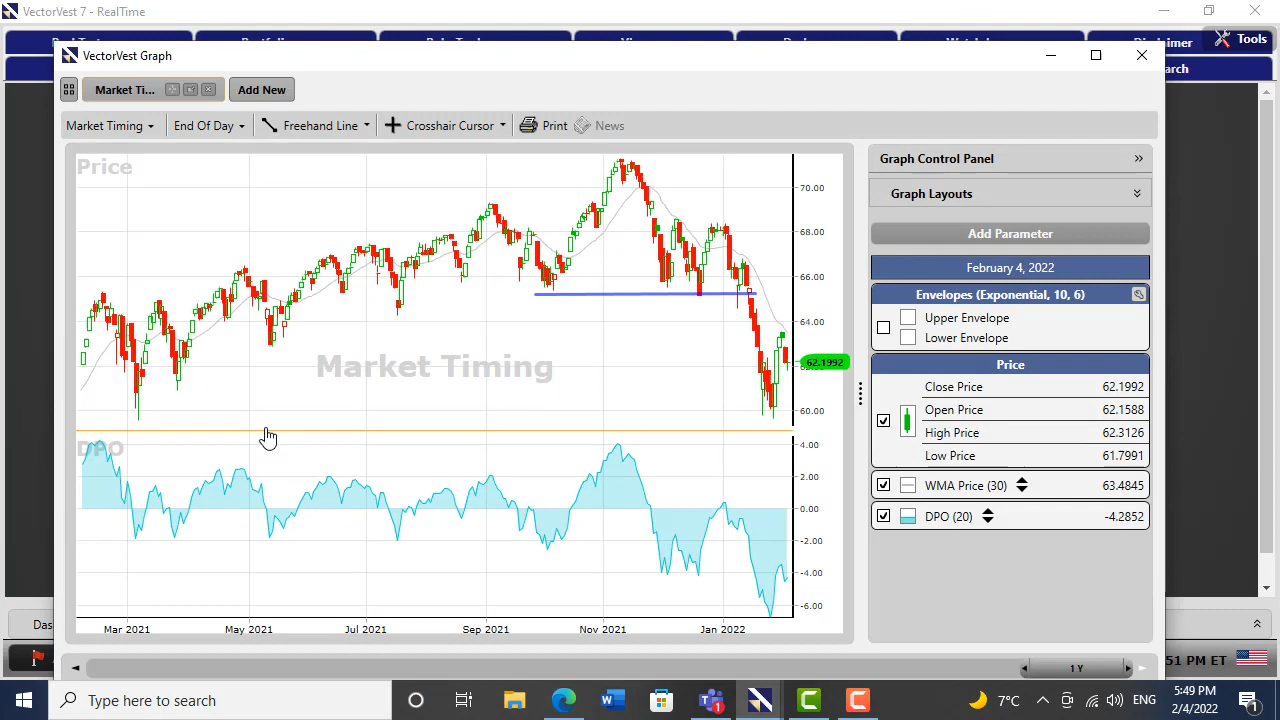 VectorVest 7 - RealTime
Tools
VectorVest Graph
Market Ti...
Add New
Market Timing
End Of Day
Freehand Line
Crosshair Cursor
Print
News
Price
Market Timing
70.00
68.00
66.00
64.00
62.1992
60.00
DPO
4.00
2.00
0.00
-2.00
-4.00
-6.00
Mar 2021
May 2021
Jul 2021
Sep 2021
Nov 2021
Jan 2022
Graph Control Panel
Graph Layouts
Add Parameter
February 4, 2022
Envelopes (Exponential, 10, 6)
Upper Envelope
Lower Envelope
Price
Close Price 62.1992
Open Price 62.1588
High Price 62.3126
Low Price 61.7991
WMA Price (30) 63.4845
DPO (20) -4.2852
1 Y
Das
51 PM ET
Type here to search
7°C
ENG
5:49 PM
2/4/2022
1
1